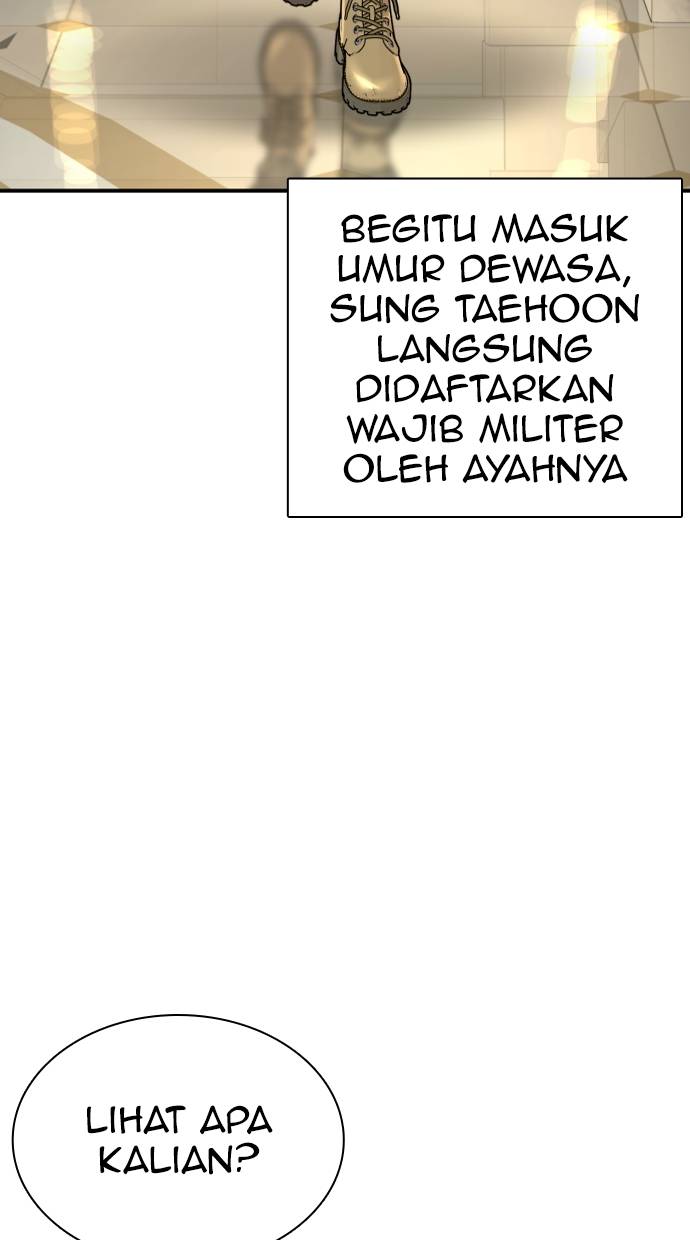 BEGITU MASUK
UMUR DEWASA,
SUNG TAEHOON
LANGSUNG
DIDAFTARKAN
WAJIB MILITER
OLEH AYAHNYA
LIHAT APA
KALIAN?